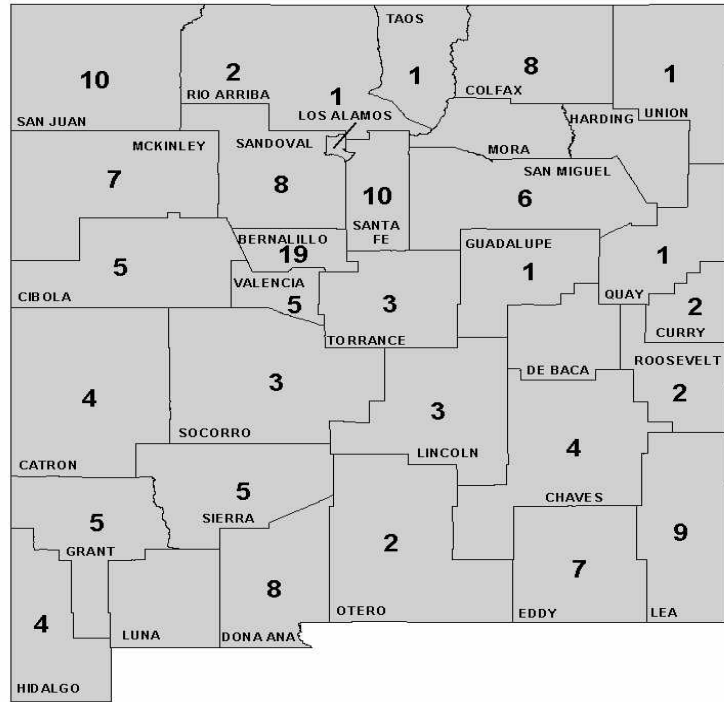 TAOS
10
2
1
8
1
RIO ARRIBA
COLFAX
1
LOS ALAMOS
HARDING
UNION
SAN JUAN
MCKINLEY
SANDOVAL
MORA
7
8
10
SAN MIGUEL
6
SANTA
FE
BERNALILLO
19
GUADALUPE
5
VALENCIA
5
3
1
1
CIBOLA
QUAY
2
CURRY
TORRANCE
DE BACA
ROOSEVELT
4
3
3
2
SOCORRO
LINCOLN
4
CATRON
5
CHAVES
5
SIERRA
9
GRANT
2
8
7
4
LUNA
DONA ANA
OTERO
EDDY
LEA
HIDALGO